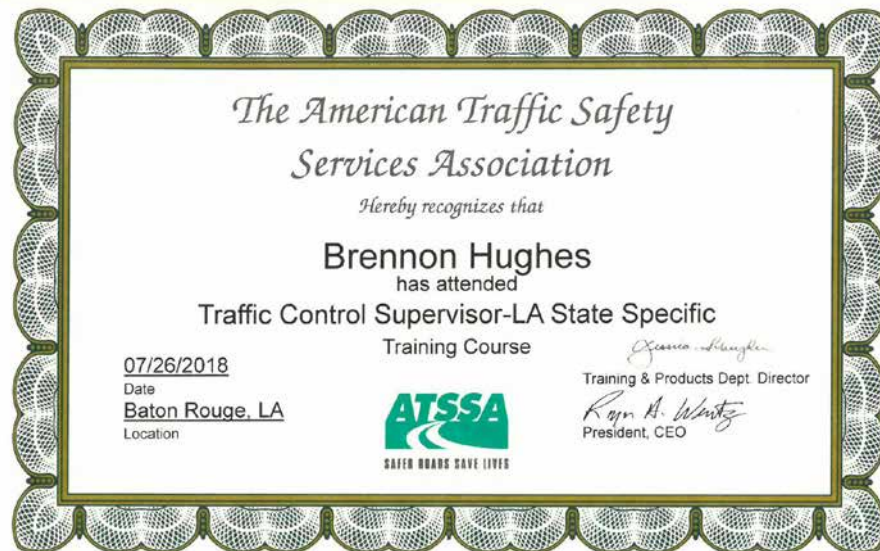 The American Traffic Safety
Services Association
Hereby recognizes that
Brennon Hughes
has attended
Traffic Control Supervisor-LA State Specific
Training Course
07/26/2018
Date
Baton Rouge, LA
Location
ATSSA
SAFER ROADS SAVE LIVES
Training & Products Dept. Director
President, CEO